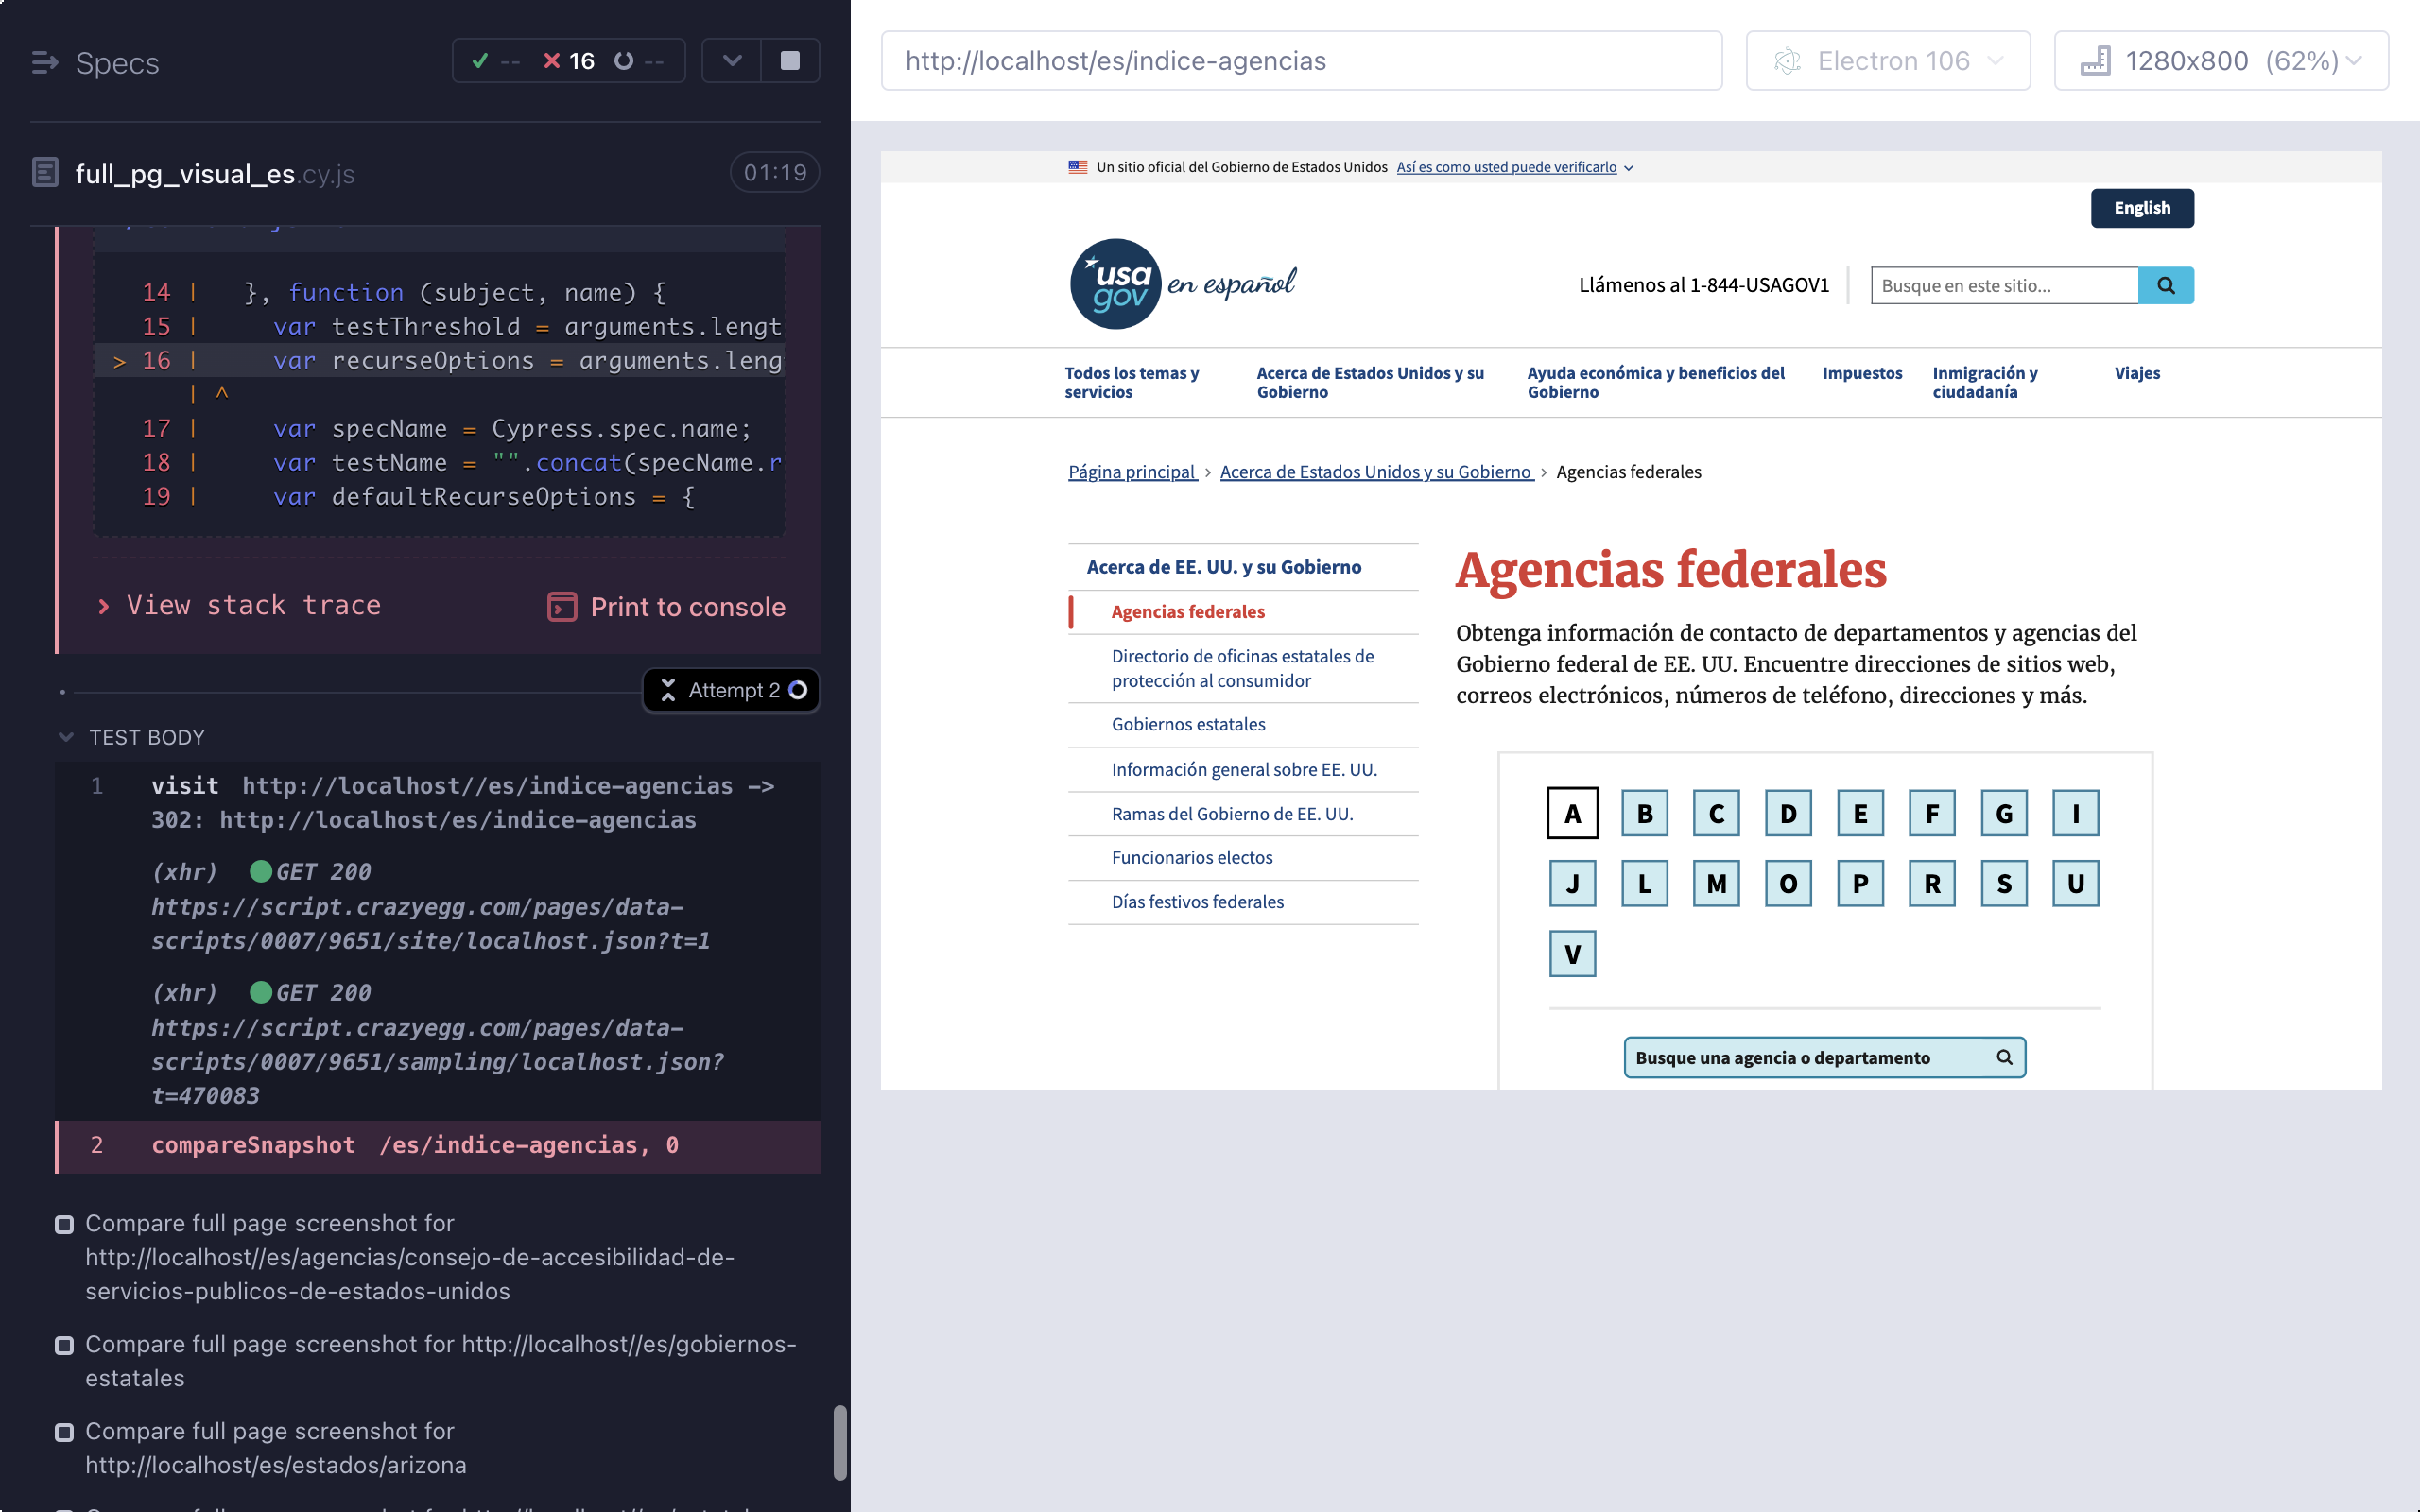 Specs
-- 16 --
full_pg_visual_es.cy.js
01:19
14 | }, function (subject, name) {
15 | var testThreshold = arguments.lengt
> 16 | var recurseOptions = arguments.leng
| ^
17 | var specName = Cypress.spec.name;
18 | var testName = "".concat(specName.r
19 | var defaultRecurseOptions = {
View stack trace
Print to console
Attempt 2
TEST BODY
1 visit http://localhost//es/indice-agencias ->
302: http://localhost/es/indice-agencias
(xhr) GET 200
https://script.crazyegg.com/pages/data-
scripts/0007/9651/site/localhost.json?t=1
(xhr) GET 200
https://script.crazyegg.com/pages/data-
scripts/0007/9651/sampling/localhost.json?
t=470083
2 compareSnapshot /es/indice-agencias, 0
Compare full page screenshot for
http://localhost//es/agencias/consejo-de-accesibilidad-de-
servicios-publicos-de-estados-unidos
Compare full page screenshot for http://localhost//es/gobiernos-
estatales
Compare full page screenshot for
http://localhost/es/estados/arizona
http://localhost/es/indice-agencias
Electron 106
1280x800 (62%)
Un sitio oficial del Gobierno de Estados Unidos Así es como usted puede verificarlo
English
usa
gov
en español
Llámenos al 1-844-USAGOV1
Busque en este sitio...
Todos los temas y
servicios
Acerca de Estados Unidos y su
Gobierno
Ayuda económica y beneficios del
Gobierno
Impuestos
Inmigración y
ciudadanía
Viajes
Página principal › Acerca de Estados Unidos y su Gobierno › Agencias federales
Acerca de EE. UU. y su Gobierno
Agencias federales
Directorio de oficinas estatales de
protección al consumidor
Gobiernos estatales
Información general sobre EE. UU.
Ramas del Gobierno de EE. UU.
Funcionarios electos
Días festivos federales
Agencias federales
Obtenga información de contacto de departamentos y agencias del
Gobierno federal de EE. UU. Encuentre direcciones de sitios web,
correos electrónicos, números de teléfono, direcciones y más.
A B C D E F G I
J L M O P R S U
V
Busque una agencia o departamento